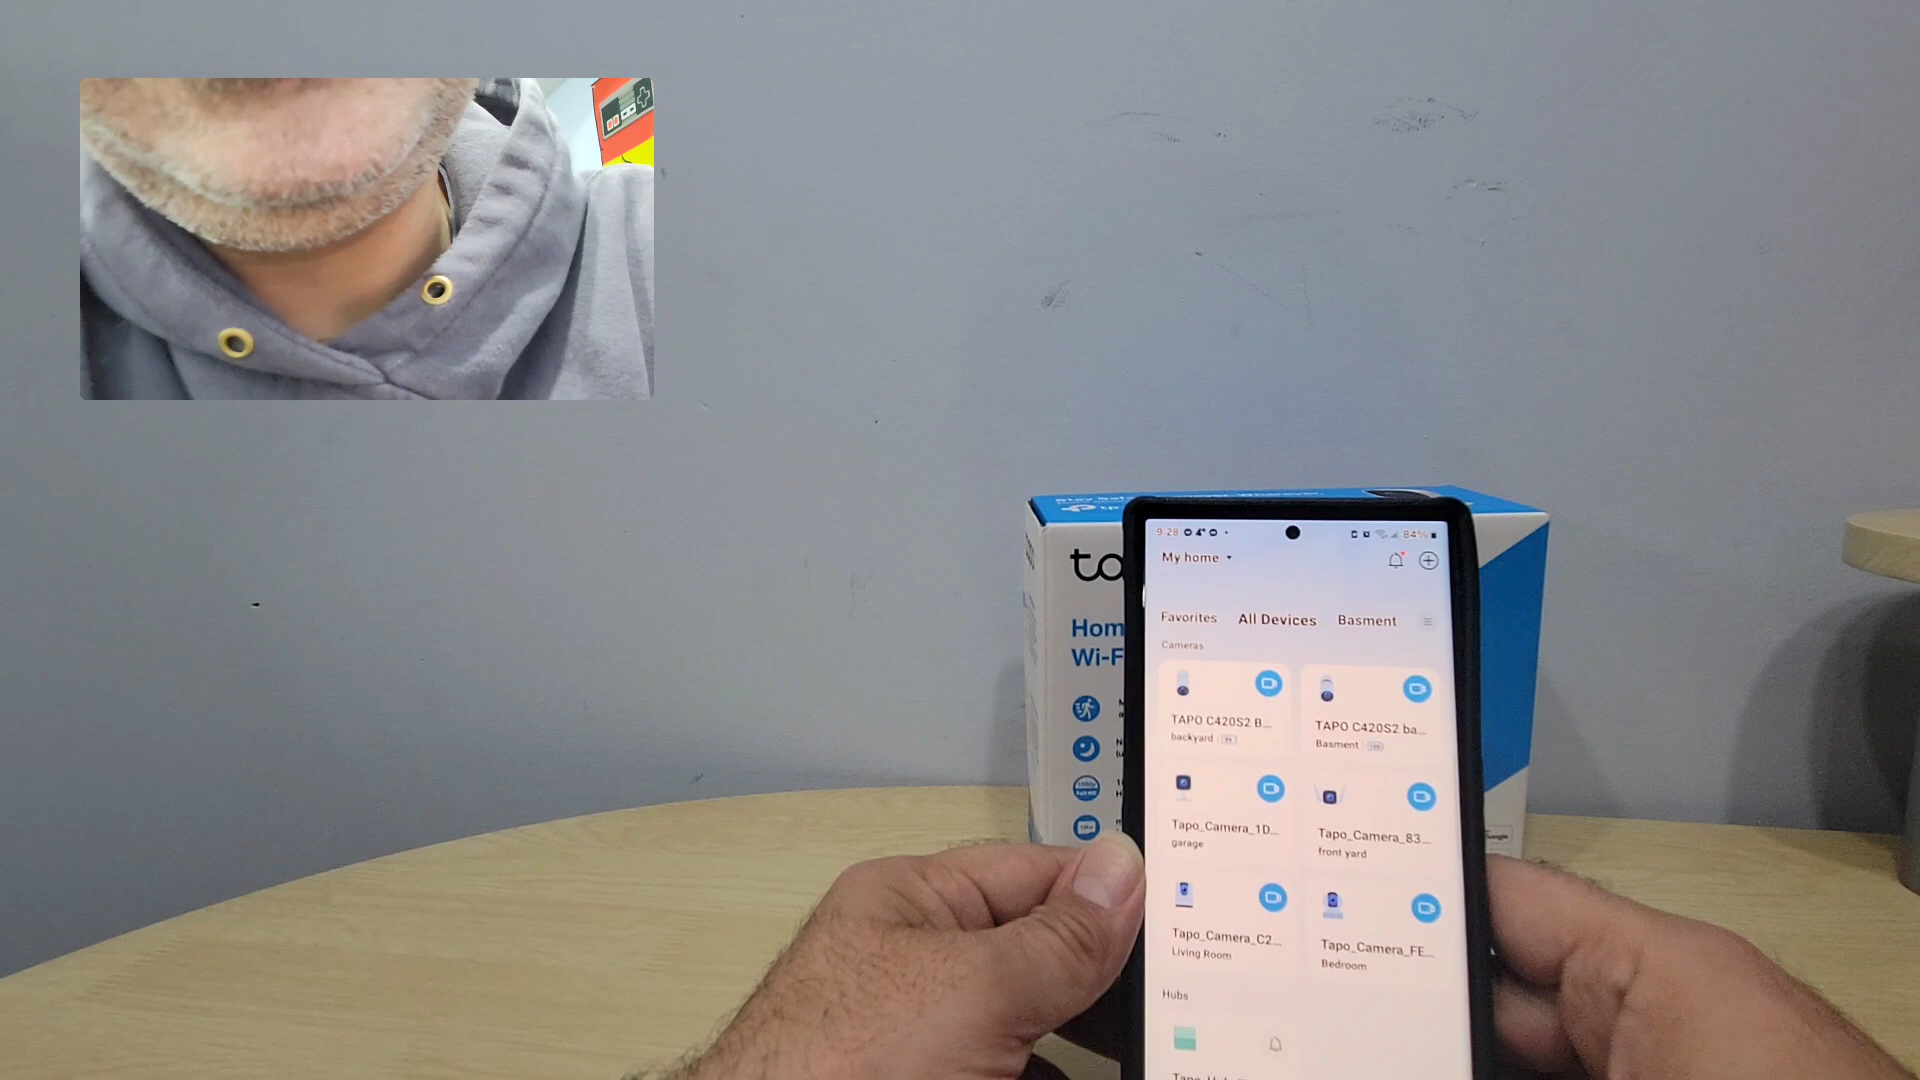 to
Hom
Wi-F
9:28
84%
My home
Favorites
All Devices
Basment
Cameras
TAPO C420S2 B...
backyard
TAPO C420S2 ba...
Basment
Tapo_Camera_1D...
garage
Tapo_Camera_83...
front yard
Tapo_Camera_C2...
Living Room
Tapo_Camera_FE...
Bedroom
Hubs